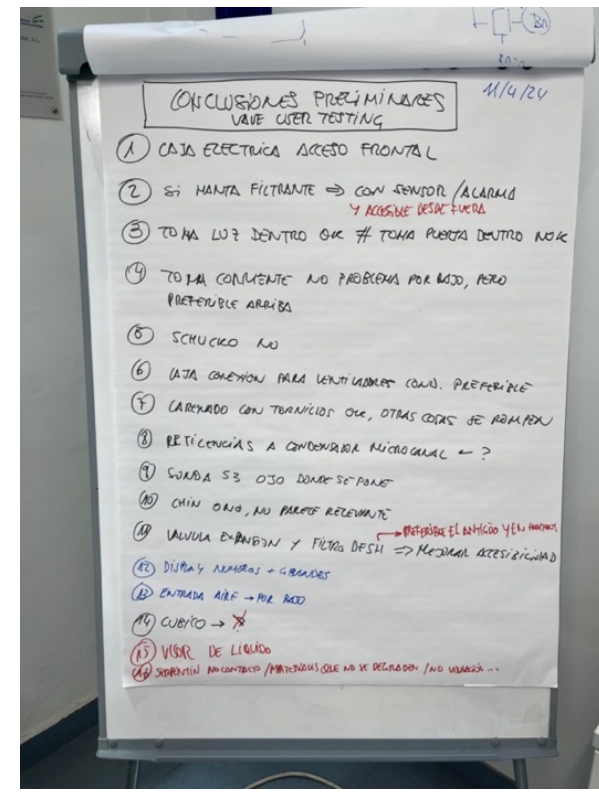 BA
11/4/24
CONCLUSIONES PRELIMINARES
VAVE USER TESTING
1 CAJA ELECTRICA ACCESO FRONTAL
2 SI MANTA FILTRANTE ⇒ CON SENSOR / ALARMA
Y ACCESIBLE DESDE FUERA
3 TOMA LUZ DENTRO OK # TOMA PUERTA DENTRO NOK
4 TOMA CORRIENTE NO PROBLEMA POR BAJO, PERO
PREFERIBLE ARRIBA
5 SCHUCKO NO
6 CAJA CONEXION PARA VENTILADORES COND. PREFERIBLE
7 CARENADO CON TORNILLOS OK, OTRAS COSAS SE ROMPEN
8 RETICENCIAS A CONDENSADOR MICROCANAL ← ?
9 SONDA S3 OJO DONDE SE PONE
10 CHIN ONO, NO PARECE RELEVANTE
→ PREFERIBLE EL ANTIGÜO Y EN
11 VALVULA EXPANSION Y FILTRO DESH ⇒ MEJORAR ACCESIBILIDAD
12 DISPLAY NUMEROS + GRANDES
13 ENTRADA AIRE → POR BAJO
14 CUBICO → X
15 VISOR DE LIQUIDO
16 SERPENTIN NO CONTACTO / MATERIALES QUE NO SE DEGRADEN / NO VIBRACIÓN ...